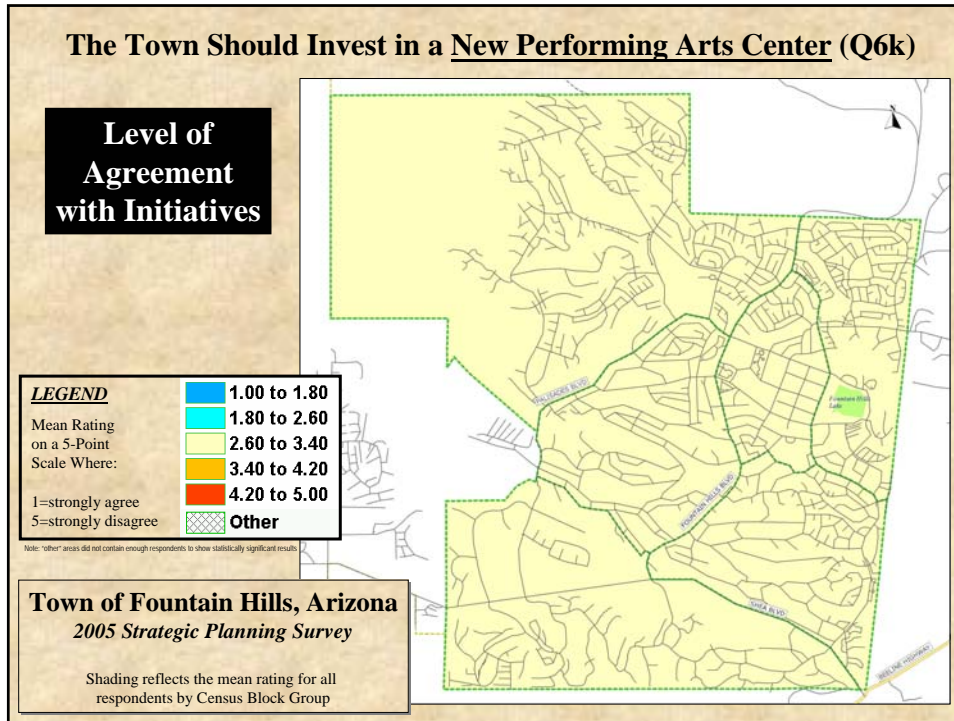 The Town Should Invest in a New Performing Arts Center (Q6k)
Level of
Agreement
with Initiatives
PALISADES BLVD
Fountain Hills
Lake
FOUNTAIN HILLS BLVD
SHEA BLVD
BEELINE HIGHWAY
LEGEND
Mean Rating
on a 5-Point
Scale Where:
1=strongly agree
5=strongly disagree
1.00 to 1.80
1.80 to 2.60
2.60 to 3.40
3.40 to 4.20
4.20 to 5.00
Other
Note: "other" areas did not contain enough respondents to show statistically significant results
Town of Fountain Hills, Arizona
2005 Strategic Planning Survey
Shading reflects the mean rating for all
respondents by Census Block Group